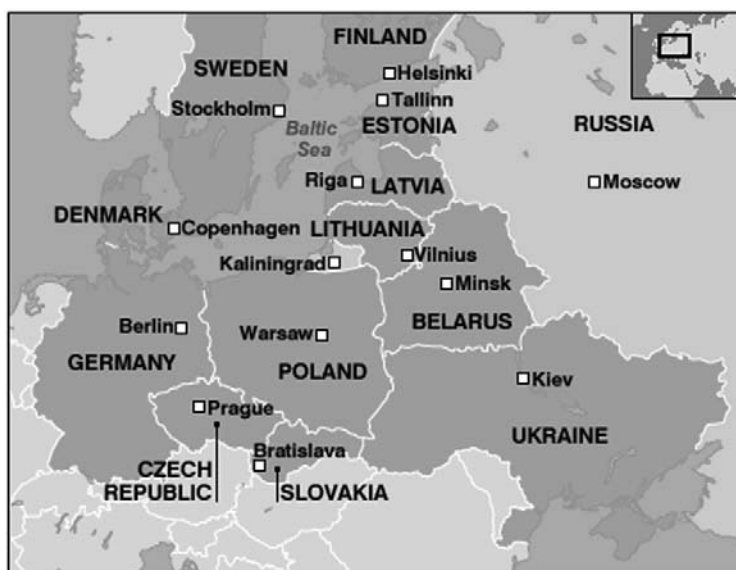 FINLAND
SWEDEN
Helsinki
Stockholm
Tallinn
Baltic
Sea
ESTONIA
RUSSIA
Riga
LATVIA
Moscow
DENMARK
Copenhagen
LITHUANIA
Vilnius
Kaliningrad
Minsk
BELARUS
Berlin
Warsaw
GERMANY
POLAND
Kiev
Prague
UKRAINE
Bratislava
CZECH
REPUBLIC
SLOVAKIA